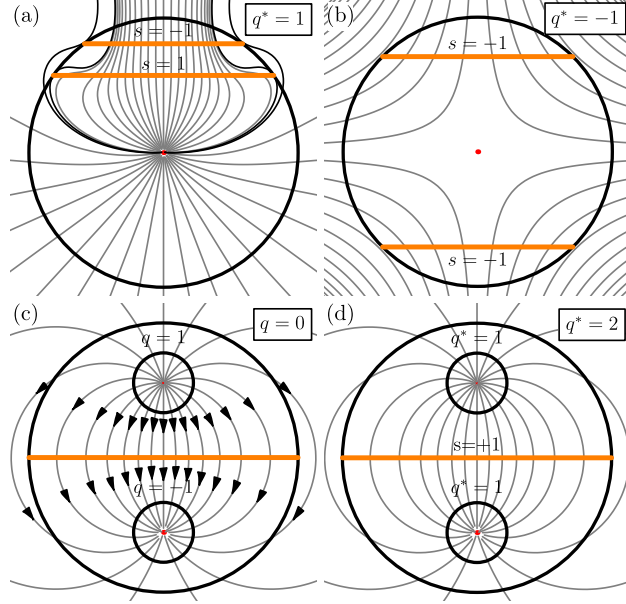 (a)
q* = 1
s = −1
s = 1
(b)
q* = −1
s = −1
s = −1
(c)
q = 0
q = 1
q = −1
(d)
q* = 2
q* = 1
s=+1
q* = 1